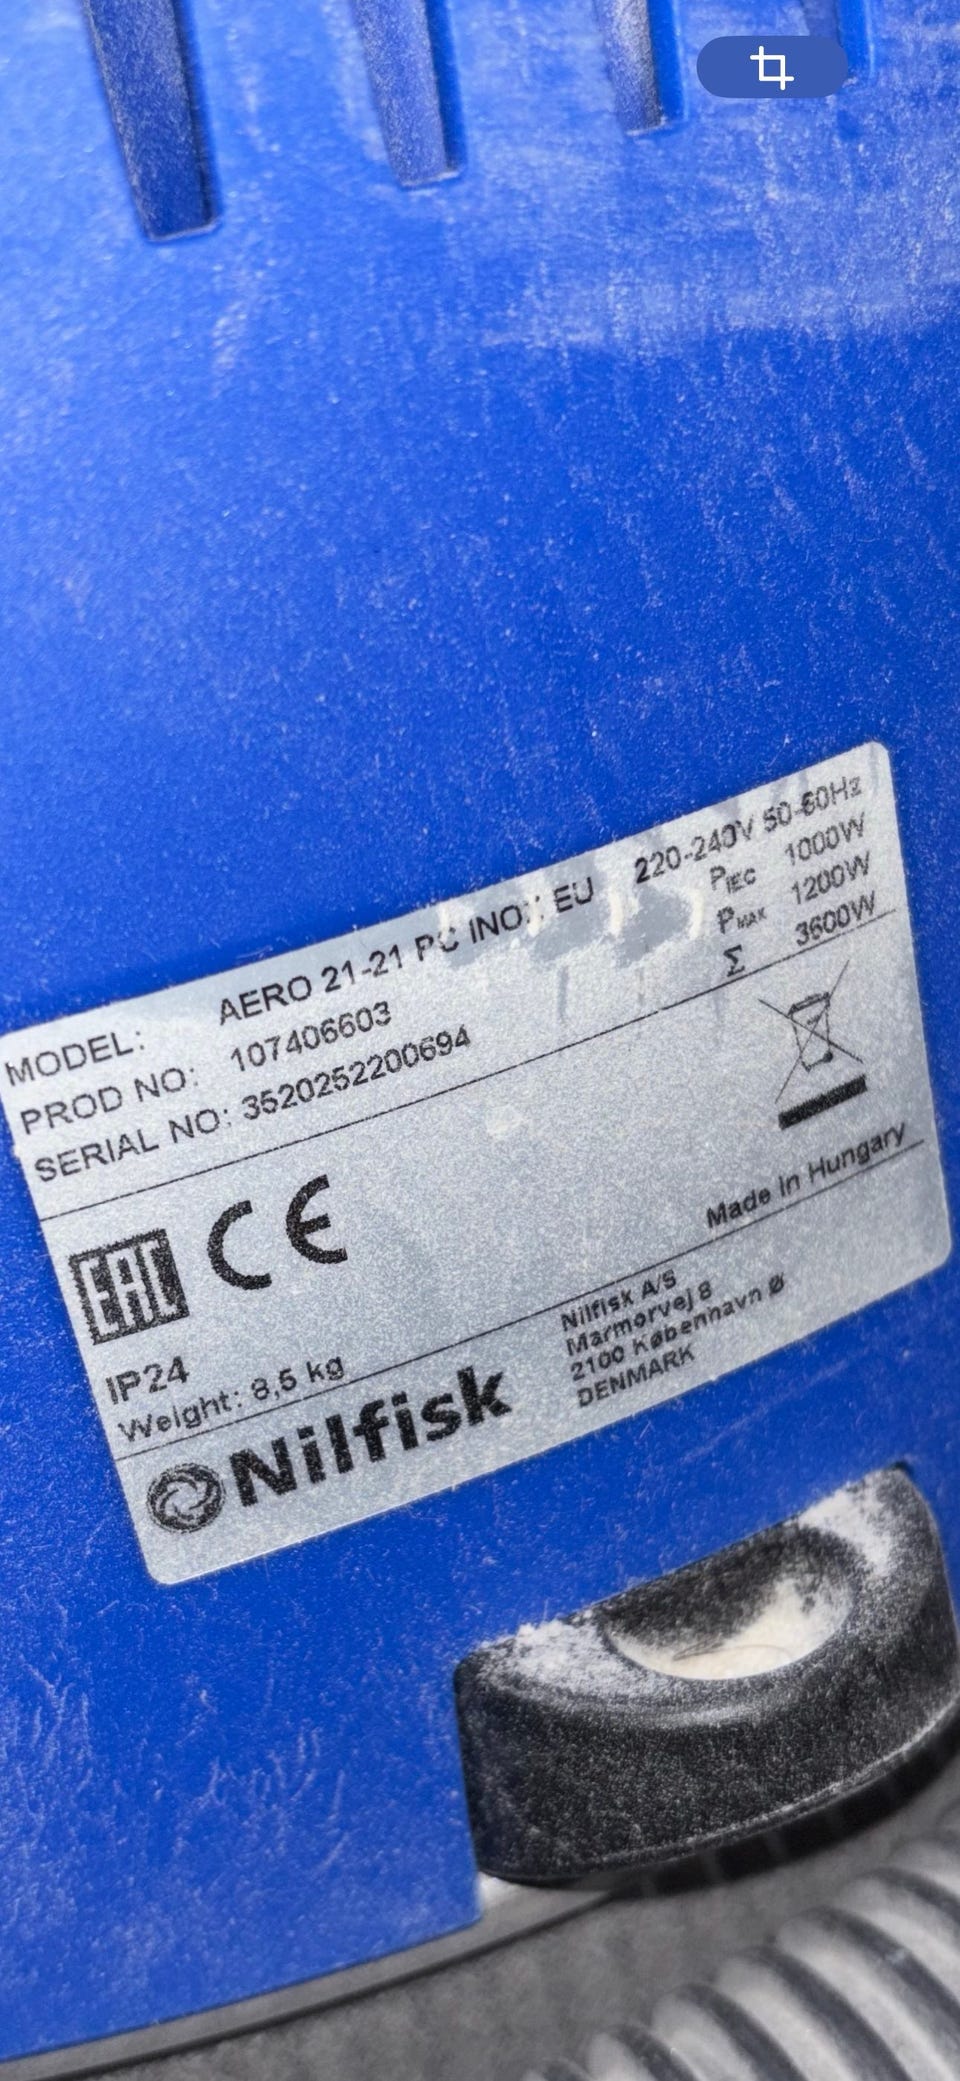 MODEL: AERO 21-21 PC INOX EU 220-240V 50-60Hz
PROD NO: 107406603 PIEC 1000W
SERIAL NO: 3520252200694 PMAX 1200W
Σ 3600W
EAC CE
Made in Hungary
IP24
Weight: 8,5 kg
Nilfisk
Nilfisk A/S
Marmorvej 8
2100 København Ø
DENMARK